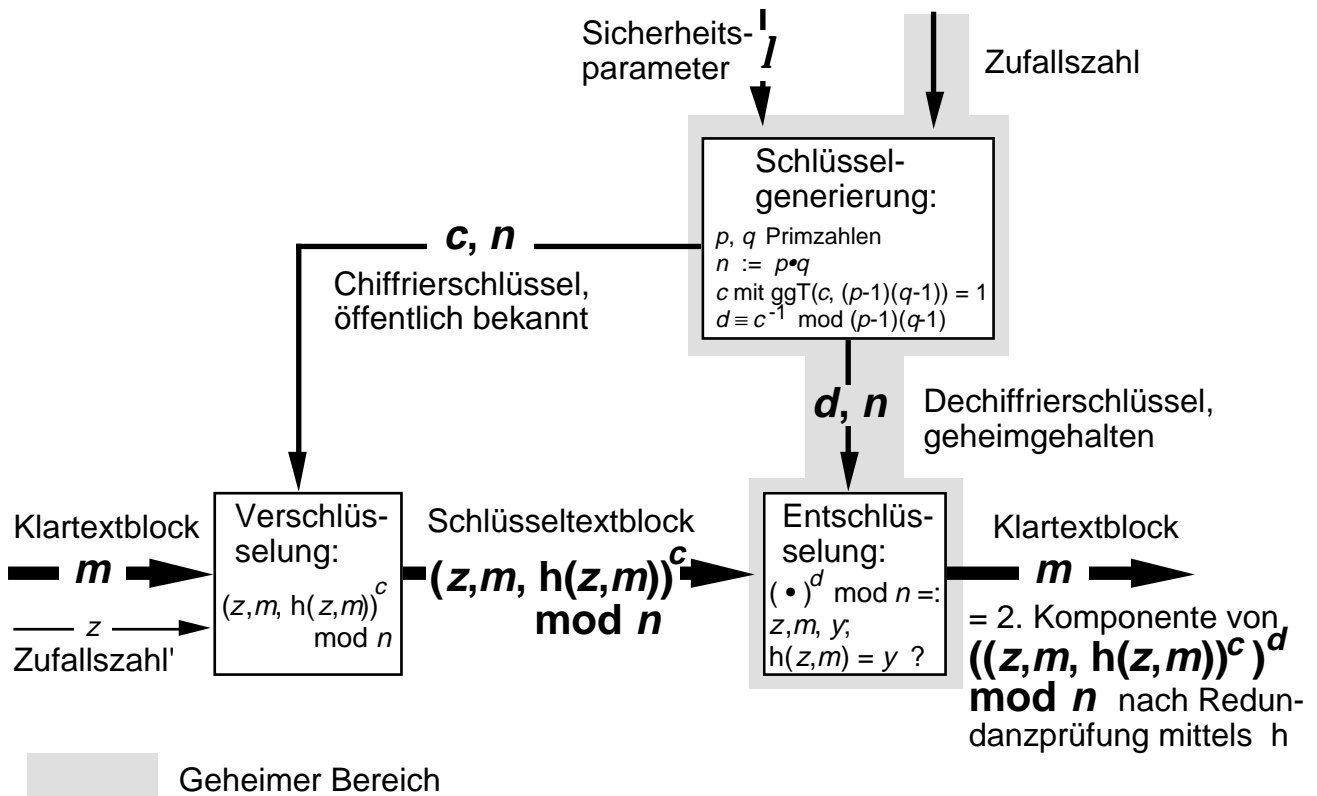 Sicherheits-
parameter l
Zufallszahl
Schlüssel-
generierung:
p, q Primzahlen
n := p•q
c mit ggT(c, (p-1)(q-1)) = 1
d ≡ c^-1 mod (p-1)(q-1)
c, n
Chiffrierschlüssel,
öffentlich bekannt
d, n
Dechiffrierschlüssel,
geheimgehalten
Klartextblock
m
z
Zufallszahl'
Verschlüs-
selung:
(z,m, h(z,m))^c
mod n
Schlüsseltextblock
(z,m, h(z,m))^c
mod n
Entschlüs-
selung:
( • )^d mod n =:
z,m, y;
h(z,m) = y ?
Klartextblock
m
= 2. Komponente von
((z,m, h(z,m))^c )^d
mod n nach Redun-
danzprüfung mittels h
Geheimer Bereich